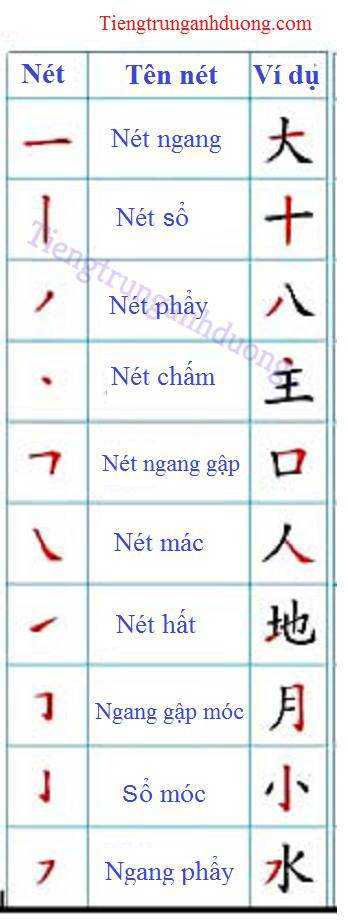 Tiengtrunganhduong.com
Nét Tên nét Ví dụ
一 Nét ngang 大
丨 Nét sổ 十
Tiengtrunganhduong
㇒ Nét phẩy 八
丶 Nét chấm 主
𠃍 Nét ngang gập 口
㇏ Nét mác 人
㇀ Nét hất 地
𠃌 Ngang gập móc 月
亅 Sổ móc 小
㇇ Ngang phẩy 水